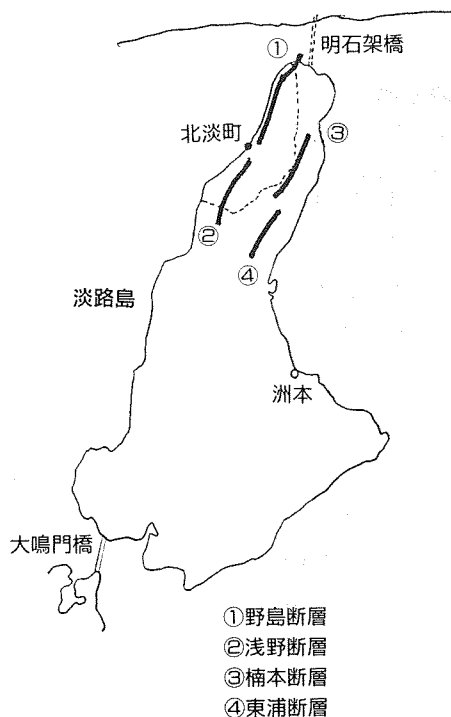 明石架橋
①
北淡町
③
②
④
淡路島
洲本
大鳴門橋
①野島断層
②浅野断層
③楠本断層
④東浦断層